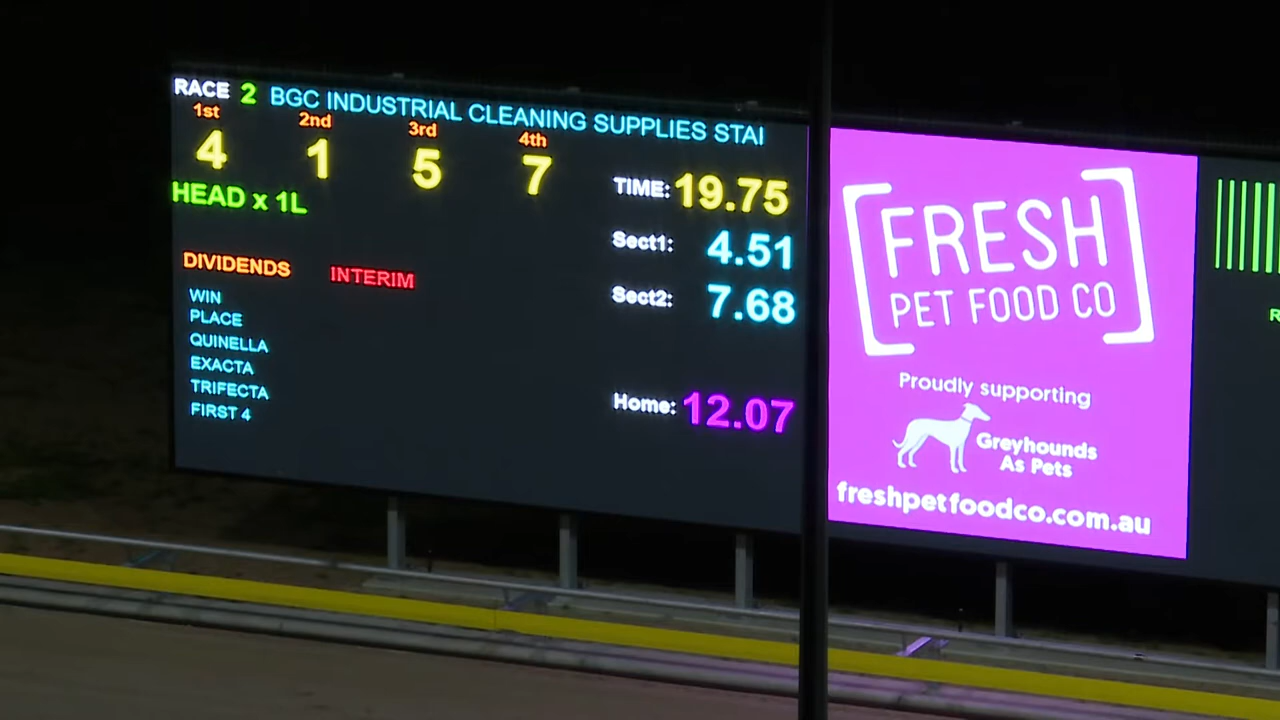 RACE 2 BGC INDUSTRIAL CLEANING SUPPLIES STAI
1st 2nd 3rd 4th
4 1 5 7
HEAD x 1L
TIME: 19.75
Sect1: 4.51
Sect2: 7.68
Home: 12.07
DIVIDENDS INTERIM
WIN
PLACE
QUINELLA
EXACTA
TRIFECTA
FIRST 4
[FRESH
PET FOOD CO]
Proudly supporting
Greyhounds
As Pets
freshpetfoodco.com.au
R